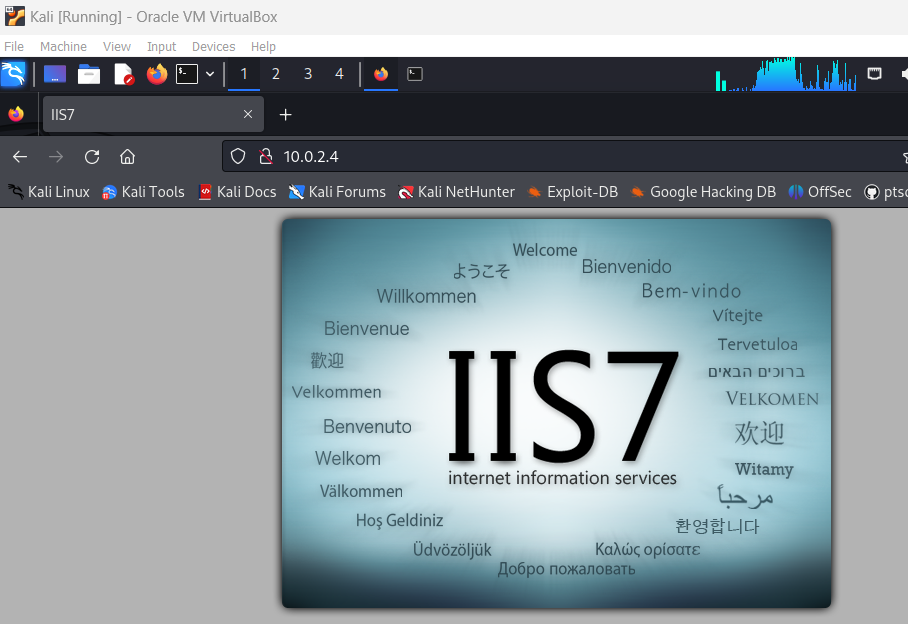 Kali [Running] - Oracle VM VirtualBox
File Machine View Input Devices Help
1 2 3 4
IIS7
10.0.2.4
Kali Linux Kali Tools Kali Docs Kali Forums Kali NetHunter Exploit-DB Google Hacking DB OffSec ptso
Welcome
ようこそ
Bienvenido
Willkommen
Bem-vindo
Bienvenue
Vítejte
歡迎
Tervetuloa
ברוכים הבאים
Velkommen
VELKOMEN
Benvenuto
欢迎
Welkom
Witamy
Välkommen
مرحباً
Hoş Geldiniz
환영합니다
Üdvözöljük
Καλώς ορίσατε
Добро пожаловать
IIS7
internet information services